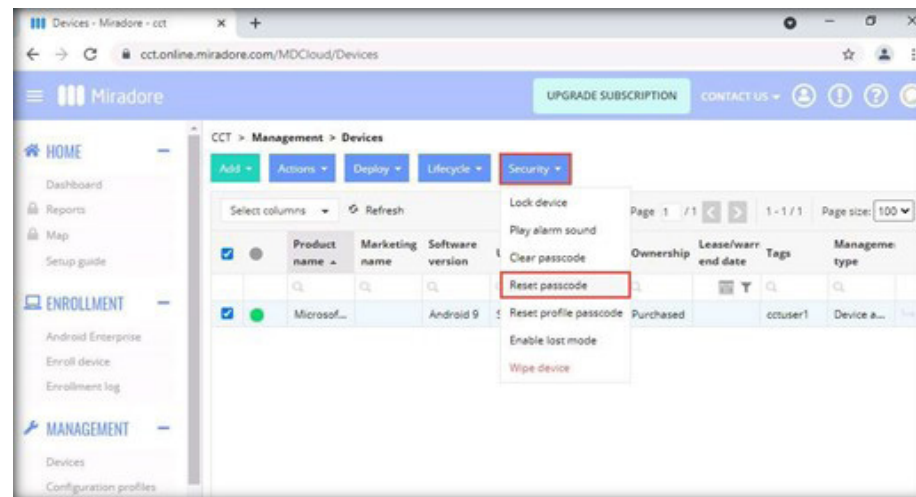 Devices - Miradore - cct
cct.online.miradore.com/MDCloud/Devices
Miradore
UPGRADE SUBSCRIPTION
CONTACT US
HOME
Dashboard
Reports
Map
Setup guide
ENROLLMENT
Android Enterprise
Enroll device
Enrollment log
MANAGEMENT
Devices
Configuration profiles
CCT > Management > Devices
Add
Actions
Deploy
Lifecycle
Security
Lock device
Play alarm sound
Clear passcode
Reset passcode
Reset profile passcode
Enable lost mode
Wipe device
Select columns
Refresh
Page 1 / 1
1 - 1 / 1
Page size: 100
Product name
Marketing name
Software version
Ownership
Lease/warr end date
Tags
Manageme type
Microsof...
Android 9
S
Purchased
cctuser1
Device a...